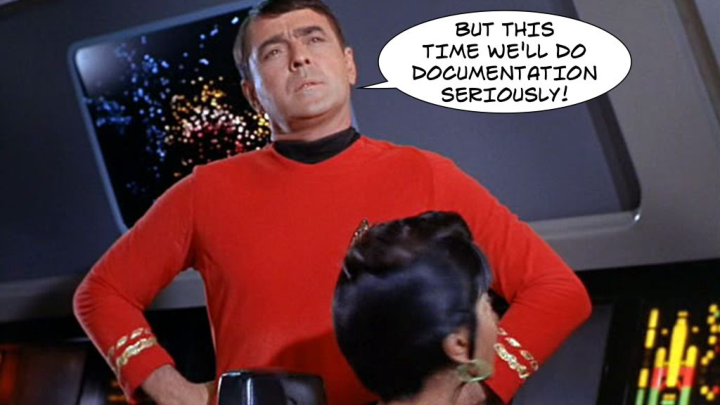 BUT THIS
TIME WE'LL DO
DOCUMENTATION
SERIOUSLY!